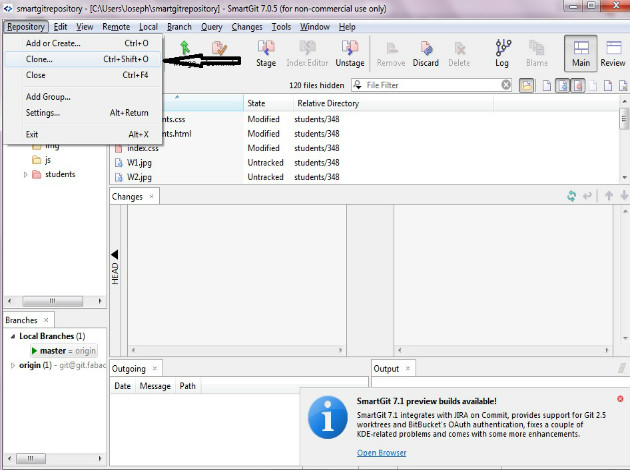 smartgitrepository - [C:\Users\Joseph\smartgitrepository] - SmartGit 7.0.5 (for non-commercial use only)
Repository Edit View Remote Local Branch Query Changes Tools Window Help
Add or Create... Ctrl+O
Clone... Ctrl+Shift+O
Close Ctrl+F4
Add Group...
Settings... Alt+Return
Exit Alt+X
Stage Index Editor Unstage Remove Discard Delete Log Blame Main Review
120 files hidden File Filter
State Relative Directory
nts.css Modified students/348
ents.html Modified students/348
index.css Modified students/348
W1.jpg Untracked students/348
W2.jpg Untracked students/348
img
js
students
Changes
HEAD
Branches
Local Branches (1)
master = origin
origin (1) - git@git.fabac
Outgoing
Date Message Path
Output
SmartGit 7.1 preview builds available!
SmartGit 7.1 integrates with JIRA on Commit, provides support for Git 2.5
worktrees and BitBucket's OAuth authentication, fixes a couple of
KDE-related problems and comes with some more enhancements.
Open Browser